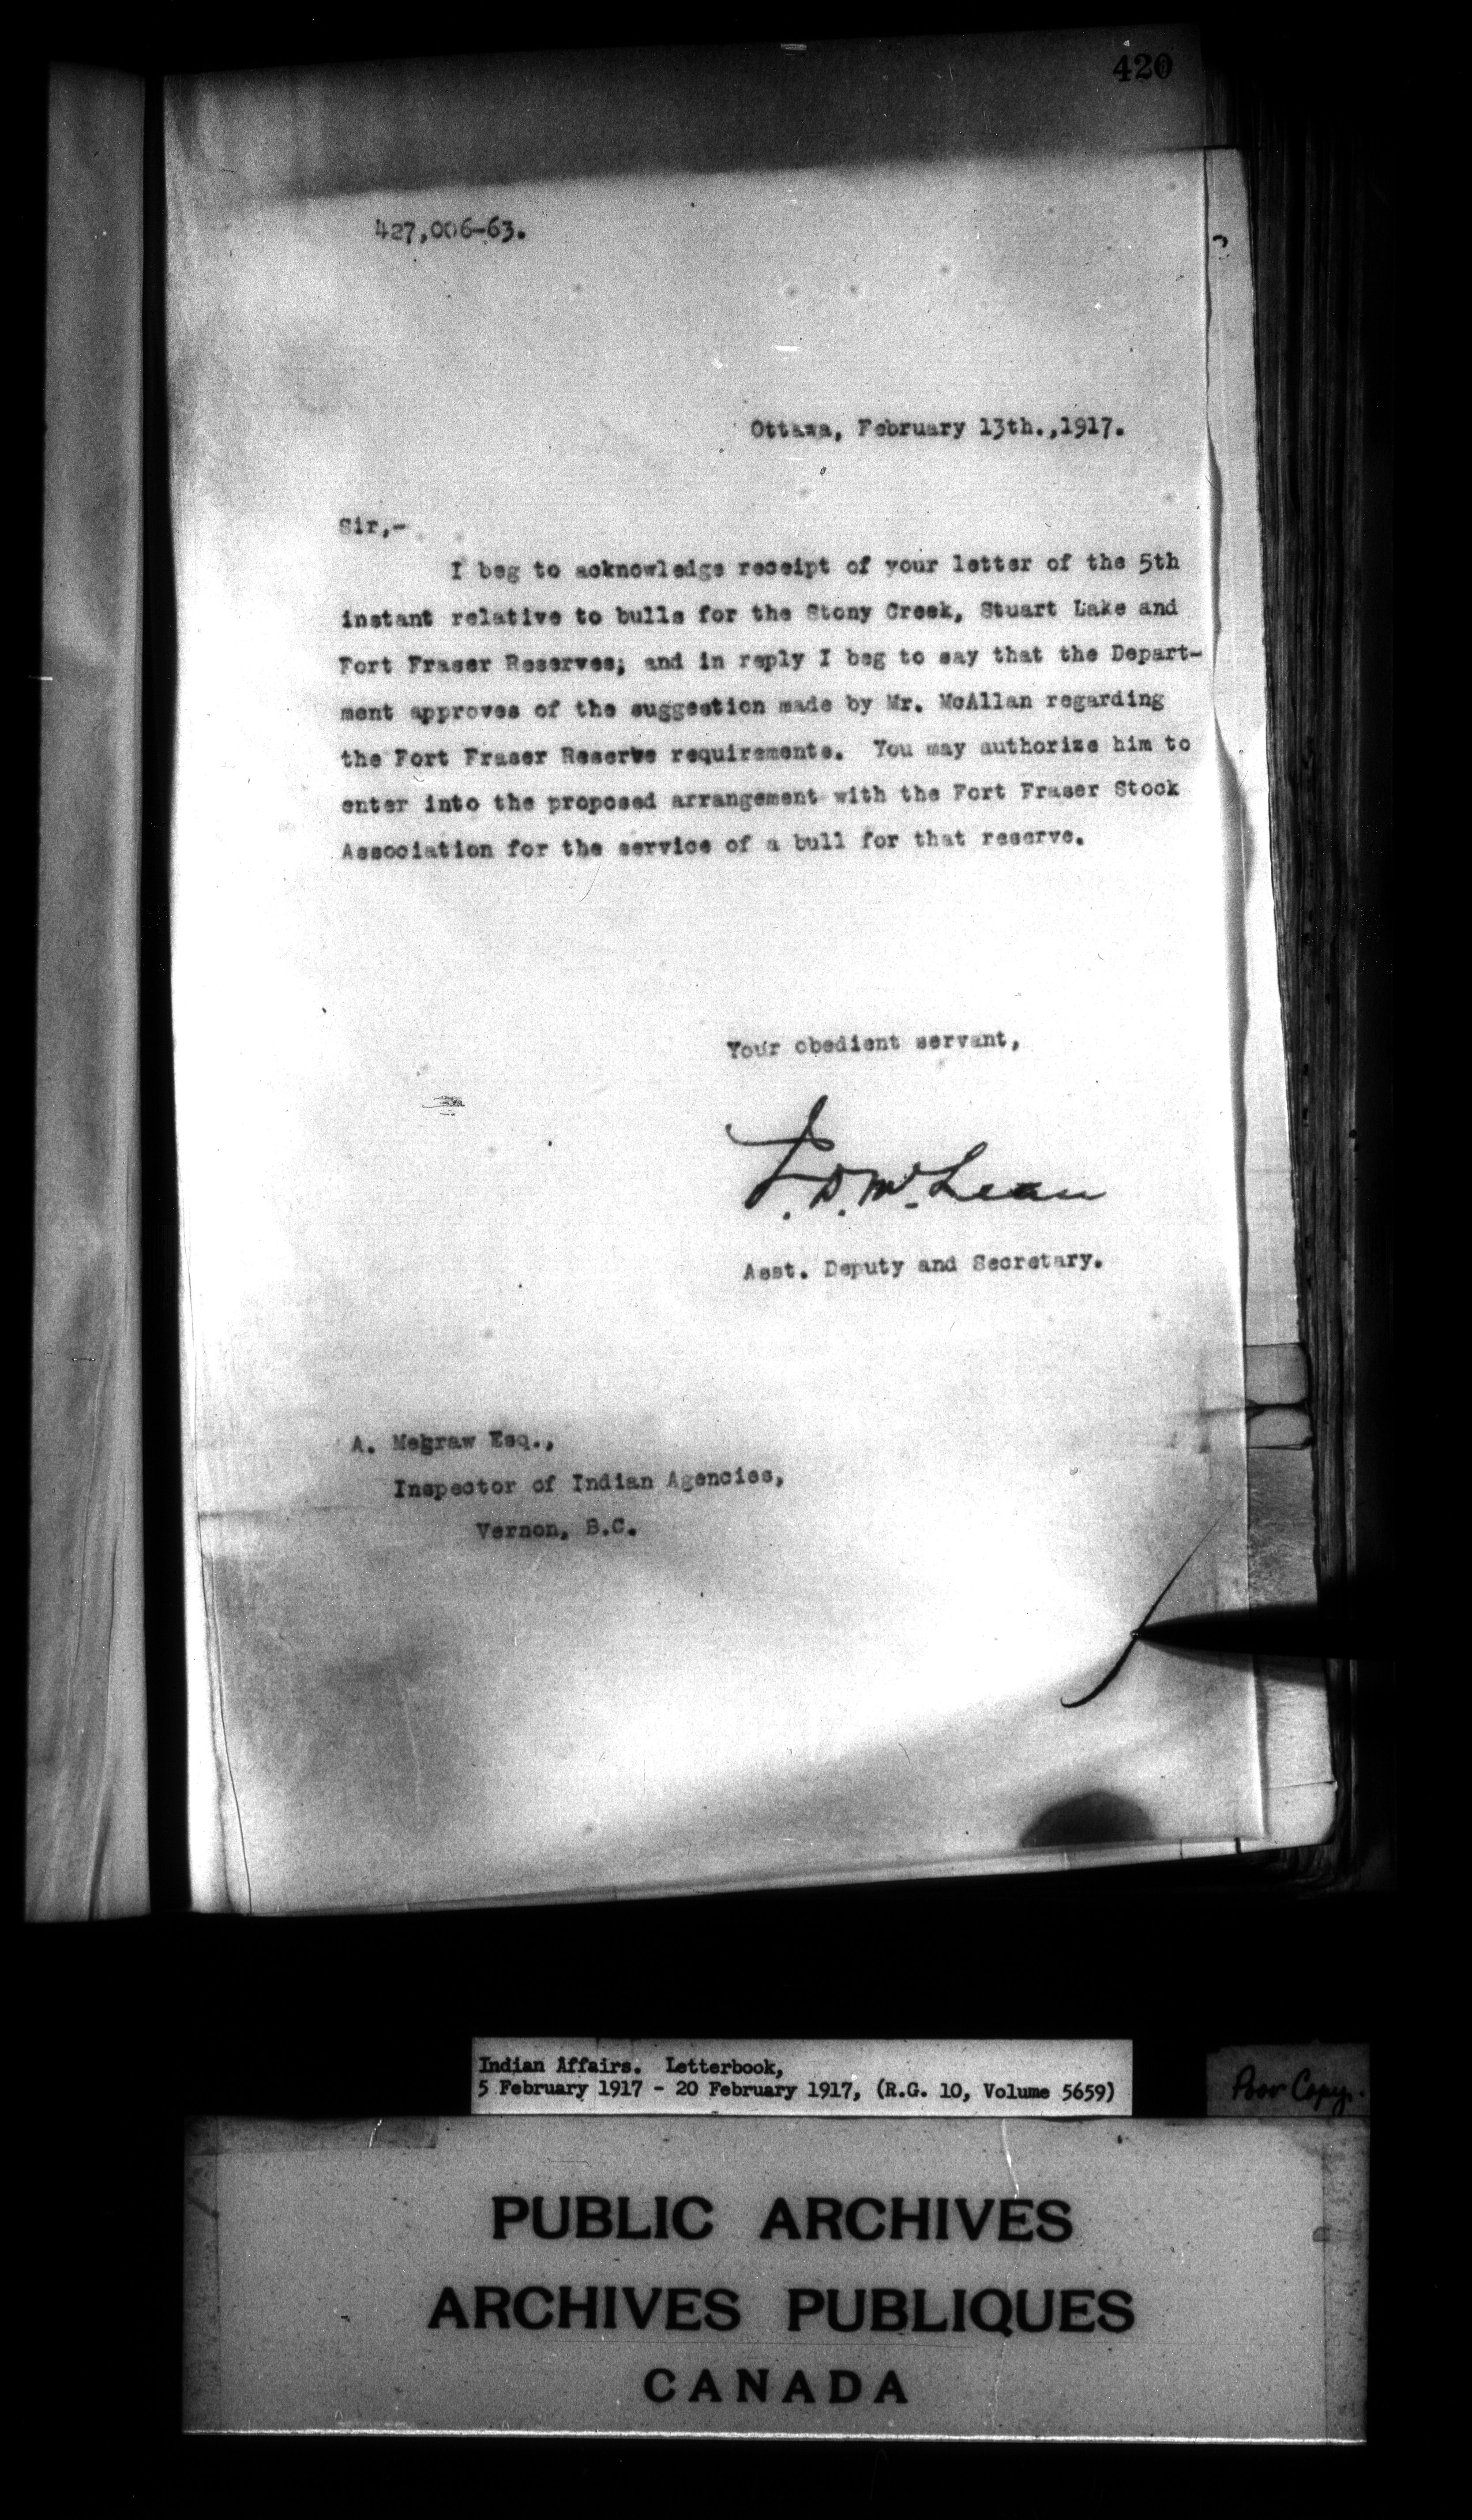 420
427,006-63.
Ottawa, February 13th.,1917.
Sir,-
I beg to acknowledge receipt of your letter of the 5th
instant relative to bulls for the Stony Creek, Stuart Lake and
Fort Fraser Reserves; and in reply I beg to say that the Depart-
ment approves of the suggestion made by Mr. McAllan regarding
the Fort Fraser Reserve requirements. You may authorize him to
enter into the proposed arrangement with the Fort Fraser Stock
Association for the service of a bull for that reserve.
Your obedient servant,
J. D. McLean
Asst. Deputy and Secretary.
A. Megraw Esq.,
Inspector of Indian Agencies,
Vernon, B.C.
Indian Affairs. Letterbook,
5 February 1917 - 20 February 1917, (R.G. 10, Volume 5659)
Poor Copy.
PUBLIC ARCHIVES
ARCHIVES PUBLIQUES
CANADA